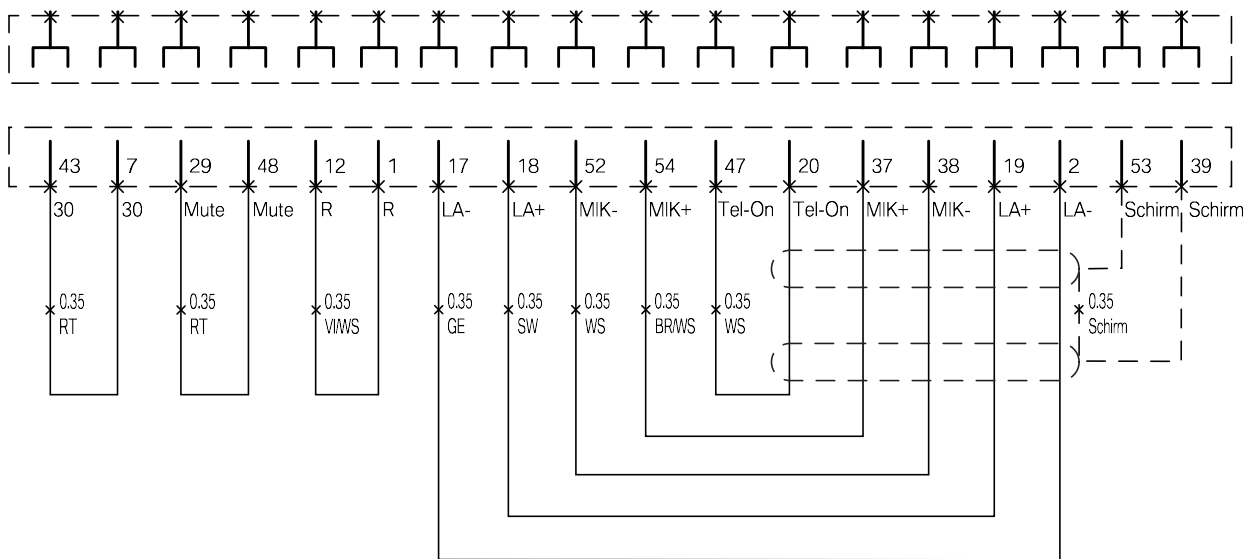 43 7 29 48 12 1 17 18 52 54 47 20 37 38 19 2 53 39
30 30 Mute Mute R R LA- LA+ MIK- MIK+ Tel-On Tel-On MIK+ MIK- LA+ LA- Schirm Schirm
0.35 0.35 0.35 0.35 0.35 0.35 0.35 0.35 0.35
RT RT VI/WS GE SW WS BR/WS WS Schirm